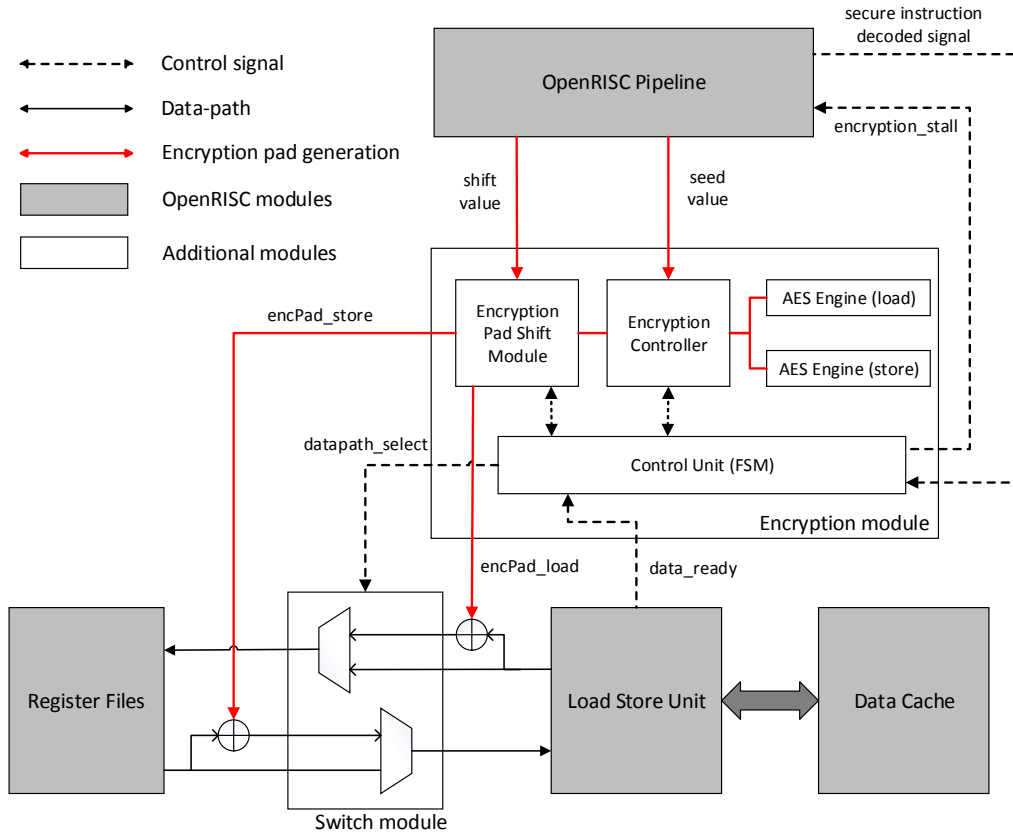 Control signal
Data-path
Encryption pad generation
OpenRISC modules
Additional modules
OpenRISC Pipeline
secure instruction
decoded signal
encryption_stall
shift
value
seed
value
encPad_store
Encryption
Pad Shift
Module
Encryption
Controller
AES Engine (load)
AES Engine (store)
datapath_select
Control Unit (FSM)
Encryption module
encPad_load
data_ready
Register Files
Load Store Unit
Data Cache
Switch module